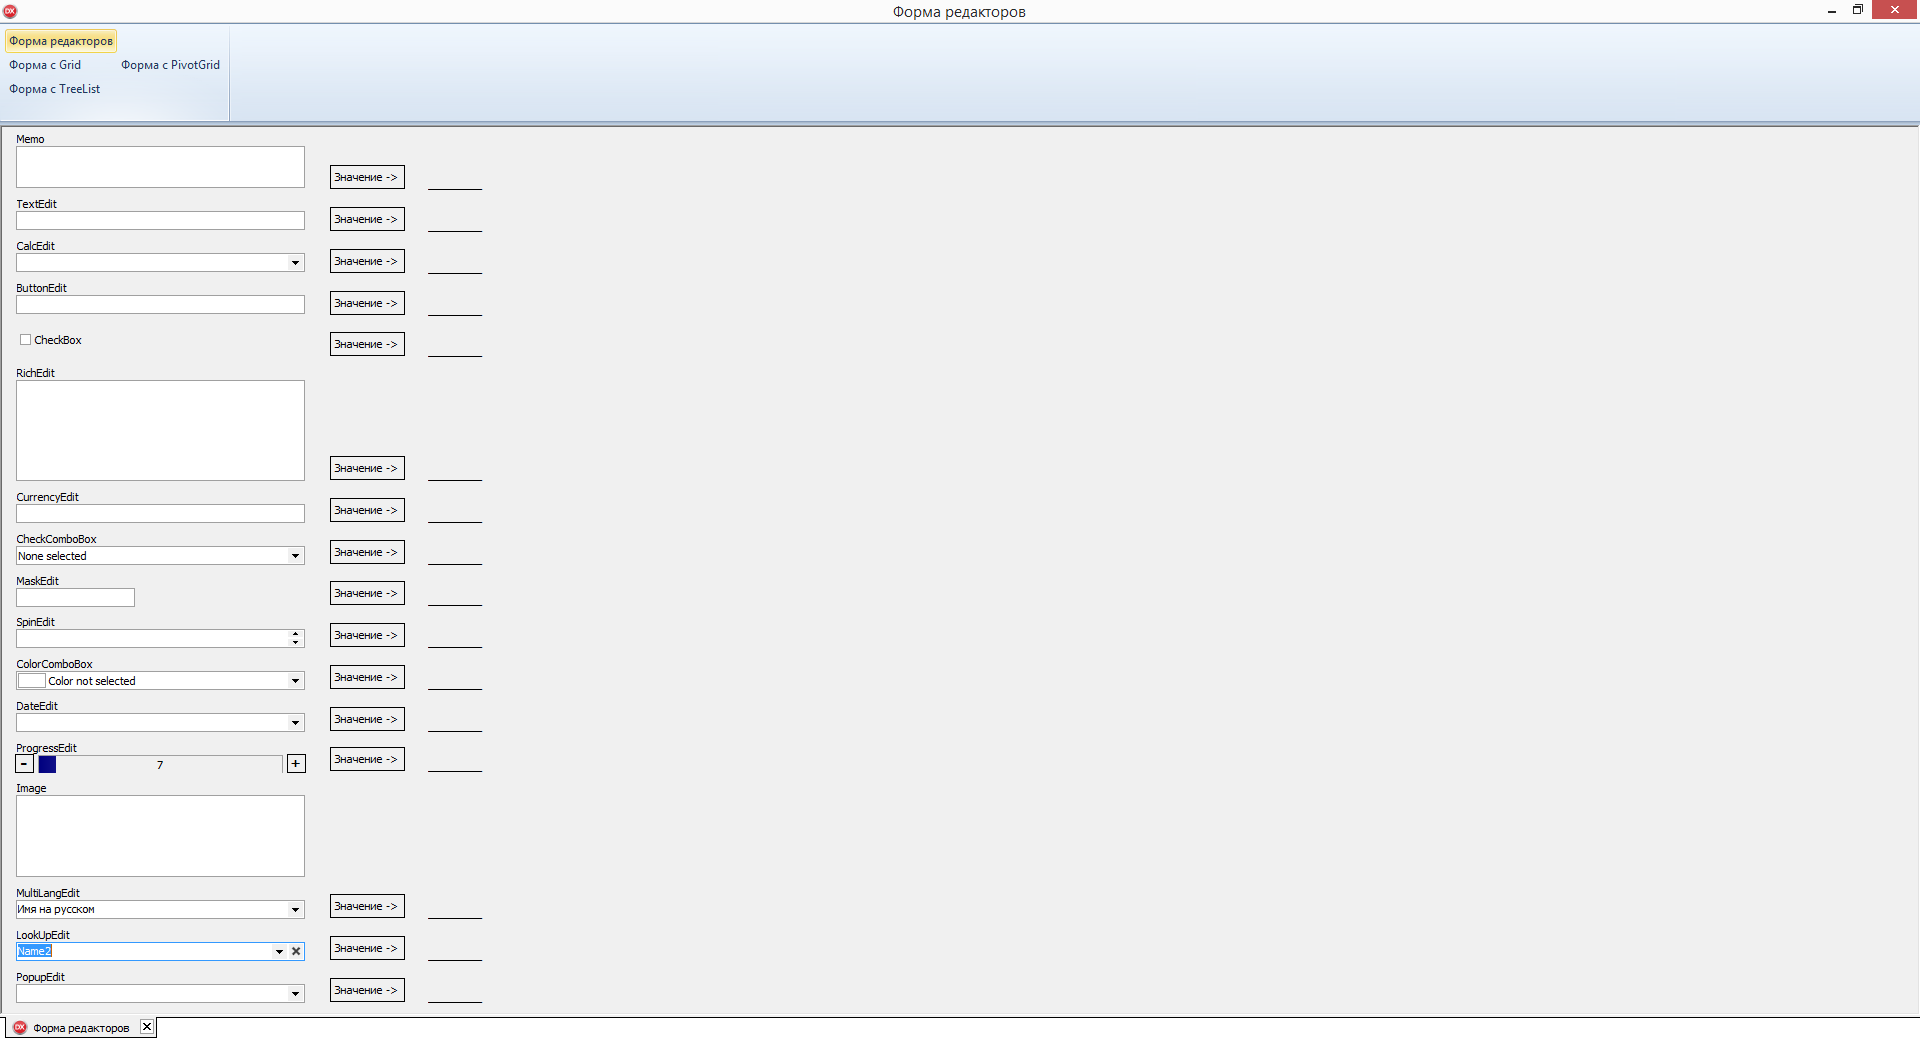 DX
Форма редакторов
Форма редакторов
Форма с Grid
Форма с PivotGrid
Форма с TreeList
Memo
Значение ->
TextEdit
Значение ->
CalcEdit
Значение ->
ButtonEdit
Значение ->
CheckBox
Значение ->
RichEdit
Значение ->
CurrencyEdit
Значение ->
CheckComboBox
None selected
Значение ->
MaskEdit
Значение ->
SpinEdit
Значение ->
ColorComboBox
Color not selected
Значение ->
DateEdit
Значение ->
ProgressEdit
- 7 +
Значение ->
Image
MultiLangEdit
Имя на русском
Значение ->
LookUpEdit
Name2
Значение ->
PopupEdit
Значение ->
DX Форма редакторов